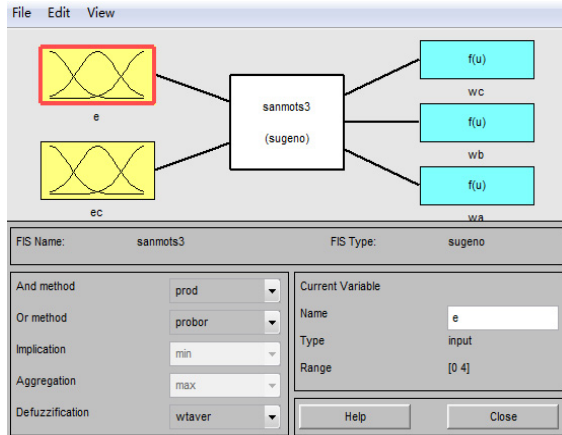 File Edit View
f(u)
wc
e
sanmots3
(sugeno)
f(u)
wb
ec
f(u)
wa
FIS Name: sanmots3 FIS Type: sugeno
And method prod
Or method probor
Implication min
Aggregation max
Defuzzification wtaver
Current Variable
Name e
Type input
Range [0 4]
Help Close